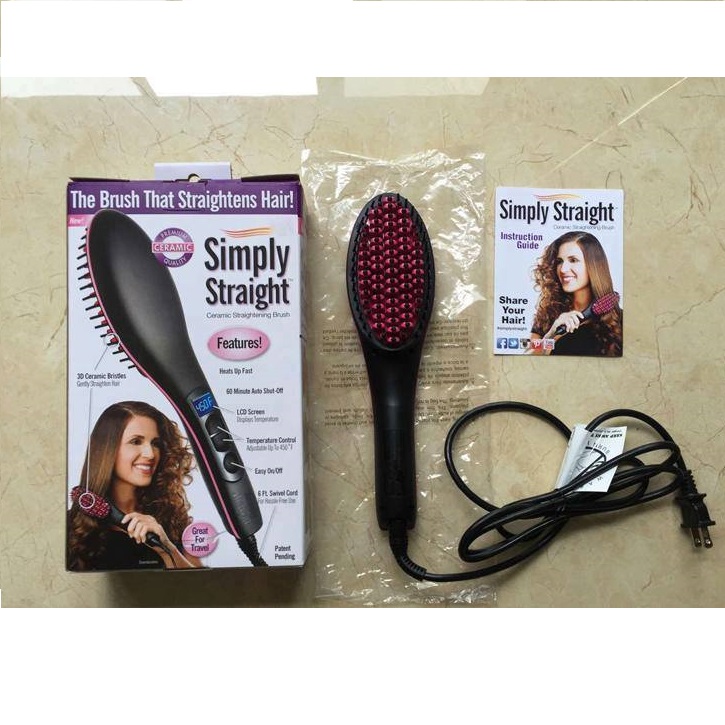 The Brush That Straightens Hair!
New!
PREMIUM
CERAMIC
QUALITY
Simply
Straight™
Ceramic Straightening Brush
Features!
Heats Up Fast
60 Minute Auto Shut-Off
450F
LCD Screen
Displays Temperature
3D Ceramic Bristles
Gently Straighten Hair
Temperature Control
Adjustable Up To 450°F
Easy On/Off
6 Ft. Swivel Cord
For Hassle-Free Use
Great
For
Travel
Patent
Pending
Simply Straight™
Ceramic Straightening Brush
Instruction
Guide
Share
Your
Hair!
#simplystraight